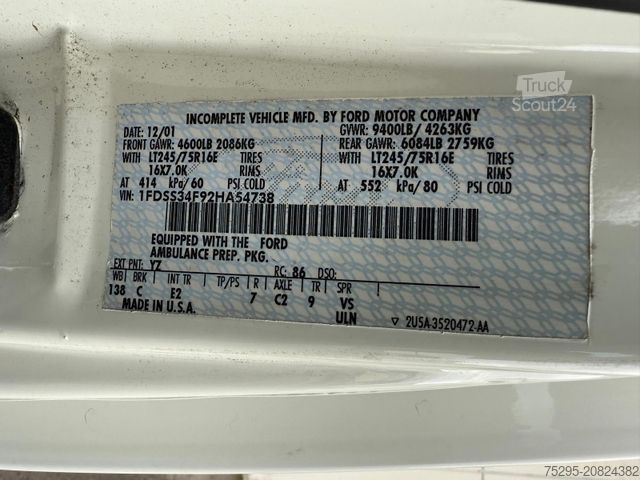 Truck
Scout24
INCOMPLETE VEHICLE MFD. BY FORD MOTOR COMPANY
DATE: 12/01 GVWR: 9400LB / 4263KG
FRONT GAWR: 4600LB 2086KG REAR GAWR: 6084LB 2759KG
WITH LT245/75R16E TIRES WITH LT245/75R16E TIRES
16X7.0K RIMS 16X7.0K RIMS
AT 414 kPa/60 PSI COLD AT 552 kPa/80 PSI COLD
1FDSS34F92HA54738
EQUIPPED WITH THE FORD
AMBULANCE PREP. PKG.
EXT PNT: YZ RC: 86 DSO:
WB BRK INT TR TP/PS R AXLE TR SPR
138 C E2 7 C2 9 VS
MADE IN U.S.A. ULN ▽ 2U5A-3520472-AA
75295-20824382